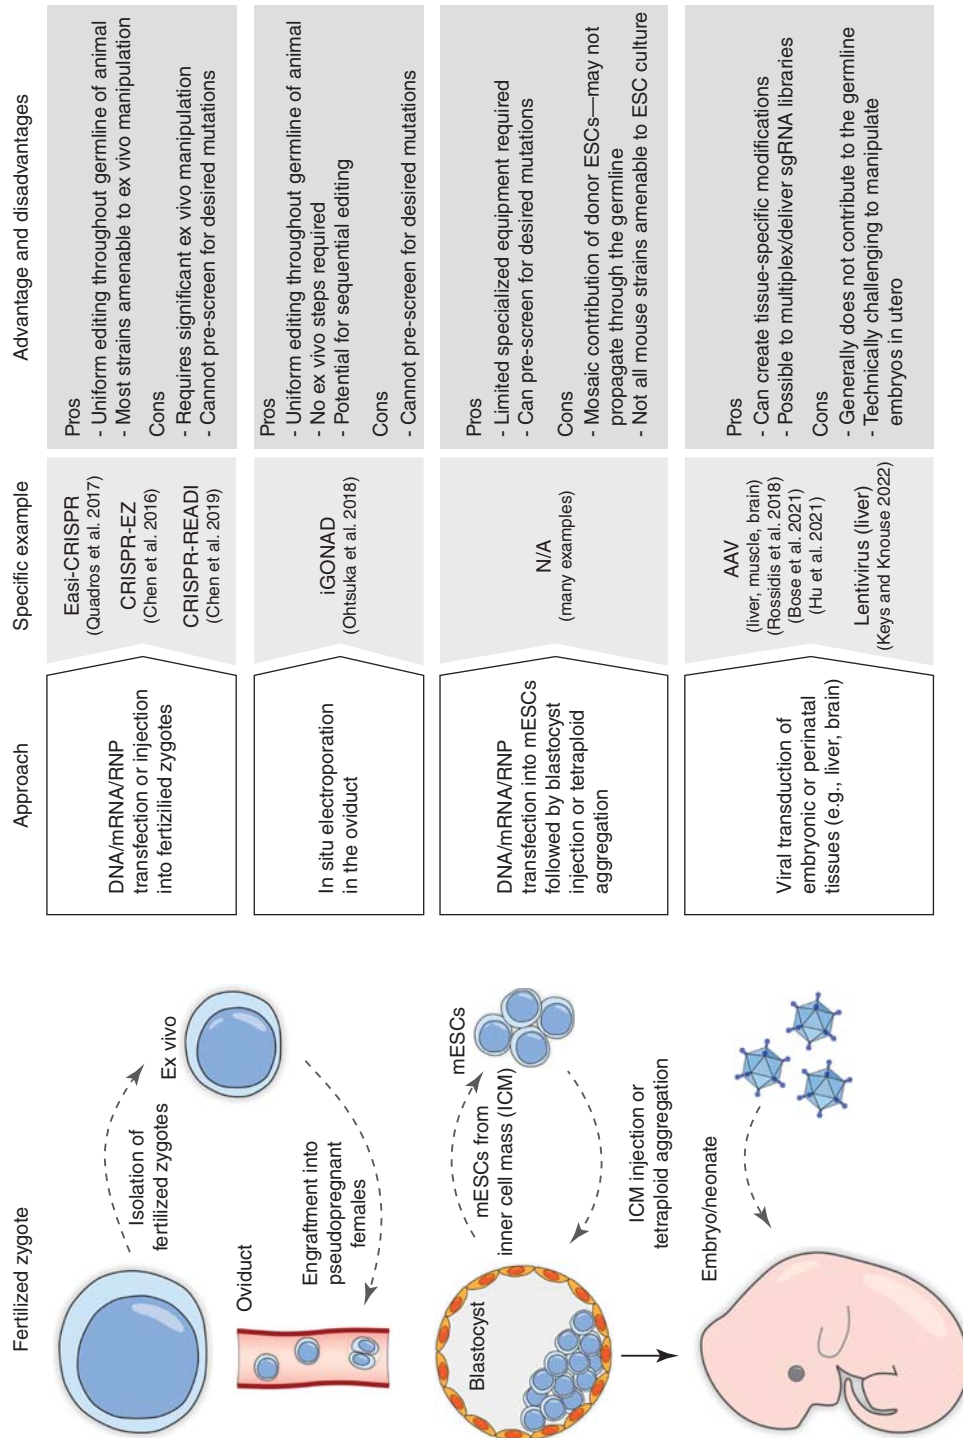 Fertilized zygote
Isolation of
fertilized zygotes
Ex vivo
Oviduct
Engraftment into
pseudopregnant
females
Blastocyst
mESCs from
inner cell mass (ICM)
mESCs
ICM injection or
tetraploid aggregation
Embryo/neonate
Approach
Specific example
Advantage and disadvantages
DNA/mRNA/RNP
transfection or injection
into fertizilied zygotes
Easi-CRISPR
(Quadros et al. 2017)
CRISPR-EZ
(Chen et al. 2016)
CRISPR-READI
(Chen et al. 2019)
Pros
- Uniform editing throughout germline of animal
- Most strains amenable to ex vivo manipulation
Cons
- Requires significant ex vivo manipulation
- Cannot pre-screen for desired mutations
In situ electroporation
in the oviduct
iGONAD
(Ohtsuka et al. 2018)
Pros
- Uniform editing throughout germline of animal
- No ex vivo steps required
- Potential for sequential editing
Cons
- Cannot pre-screen for desired mutations
DNA/mRNA/RNP
transfection into mESCs
followed by blastocyst
injection or tetraploid
aggregation
N/A
(many examples)
Pros
- Limited specialized equipment required
- Can pre-screen for desired mutations
Cons
- Mosaic contribution of donor ESCs—may not
propagate through the germline
- Not all mouse strains amenable to ESC culture
Viral transduction of
embryonic or perinatal
tissues (e.g., liver, brain)
AAV
(liver, muscle, brain)
(Rossidis et al. 2018)
(Bose et al. 2021)
(Hu et al. 2021)
Lentivirus (liver)
(Keys and Knouse 2022)
Pros
- Can create tissue-specific modifications
- Possible to multiplex/deliver sgRNA libraries
Cons
- Generally does not contribute to the germline
- Technically challenging to manipulate
embryos in utero